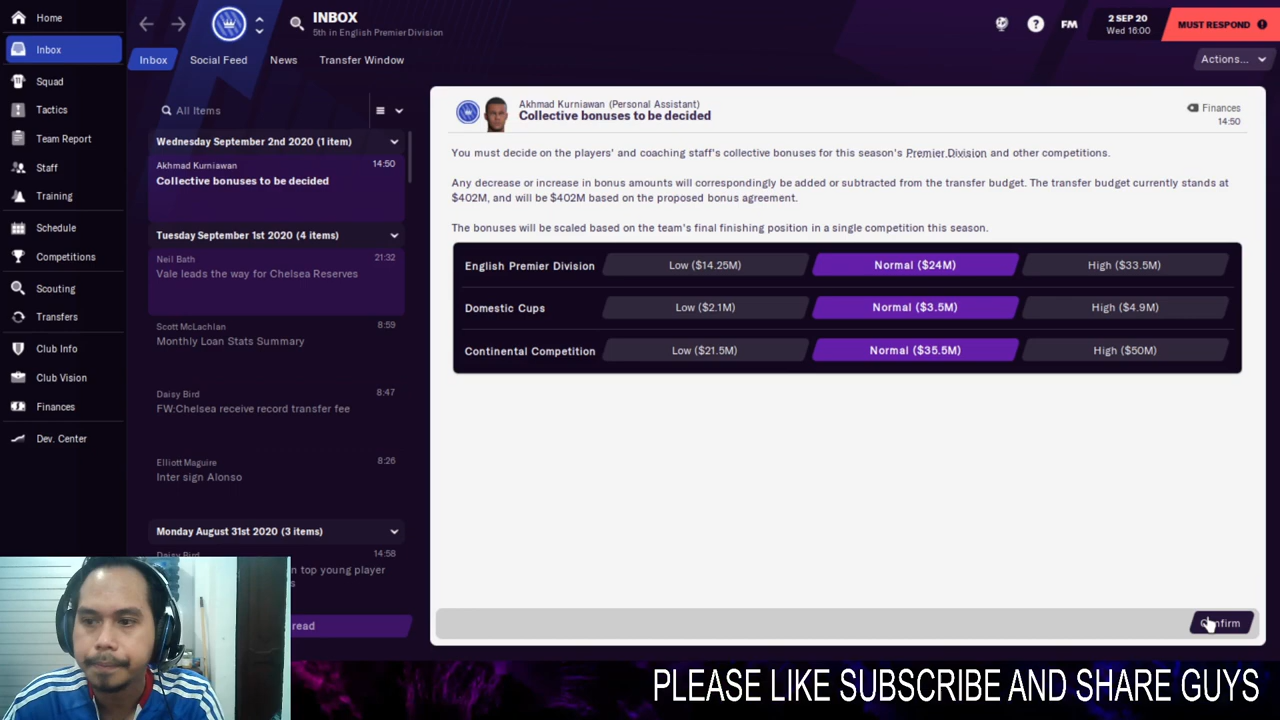 Home
INBOX
5th in English Premier Division
FM
2 SEP 20
Wed 16:00
MUST RESPOND
Inbox
Inbox
Social Feed
News
Transfer Window
Actions...
Squad
Tactics
Team Report
Staff
Training
Schedule
Competitions
Scouting
Transfers
Club Info
Club Vision
Finances
Dev. Center
All Items
Wednesday September 2nd 2020 (1 item)
Akhmad Kurniawan
14:50
Collective bonuses to be decided
Tuesday September 1st 2020 (4 items)
Neil Bath
21:32
Vale leads the way for Chelsea Reserves
Scott McLachlan
8:59
Monthly Loan Stats Summary
Daisy Bird
8:47
FW:Chelsea receive record transfer fee
Elliott Maguire
8:26
Inter sign Alonso
Monday August 31st 2020 (3 items)
Daisy Bird
14:58
n top young player
s
read
Akhmad Kurniawan (Personal Assistant)
Collective bonuses to be decided
Finances
14:50
You must decide on the players' and coaching staff's collective bonuses for this season's Premier Division and other competitions.
Any decrease or increase in bonus amounts will correspondingly be added or subtracted from the transfer budget. The transfer budget currently stands at
$402M, and will be $402M based on the proposed bonus agreement.
The bonuses will be scaled based on the team's final finishing position in a single competition this season.
English Premier Division
Low ($14.25M)
Normal ($24M)
High ($33.5M)
Domestic Cups
Low ($2.1M)
Normal ($3.5M)
High ($4.9M)
Continental Competition
Low ($21.5M)
Normal ($35.5M)
High ($50M)
Confirm
PLEASE LIKE SUBSCRIBE AND SHARE GUYS